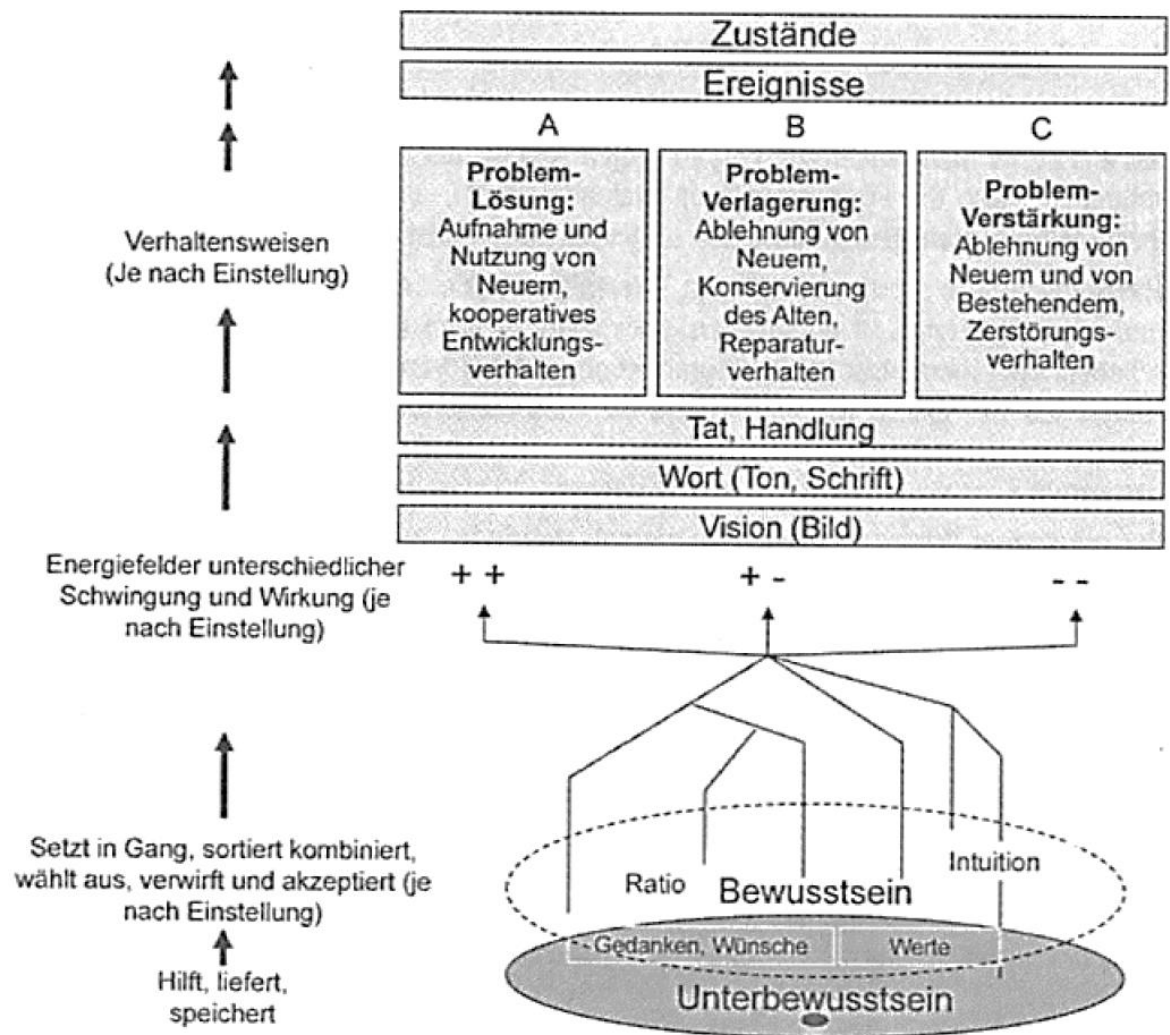 Zustände
Ereignisse
A
B
C
Problem-
Lösung:
Aufnahme und
Nutzung von
Neuem,
kooperatives
Entwicklungs-
verhalten
Problem-
Verlagerung:
Ablehnung von
Neuem,
Konservierung
des Alten,
Reparatur-
verhalten
Problem-
Verstärkung:
Ablehnung von
Neuem und von
Bestehendem,
Zerstörungs-
verhalten
Verhaltensweisen
(Je nach Einstellung)
Tat, Handlung
Wort (Ton, Schrift)
Vision (Bild)
Energiefelder unterschiedlicher
Schwingung und Wirkung (je
nach Einstellung)
+ +
+ -
- -
Setzt in Gang, sortiert kombiniert,
wählt aus, verwirft und akzeptiert (je
nach Einstellung)
Ratio
Intuition
Bewusstsein
Gedanken, Wünsche
Werte
Hilft, liefert,
speichert
Unterbewusstsein